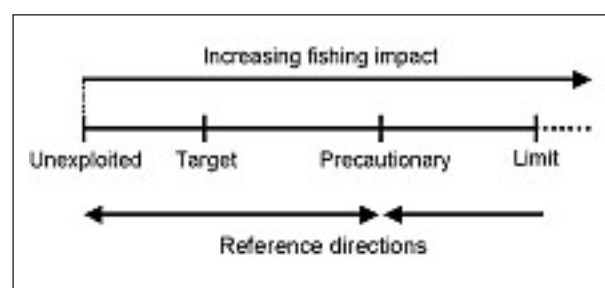 Increasing fishing impact
Unexploited Target Precautionary Limit
Reference directions